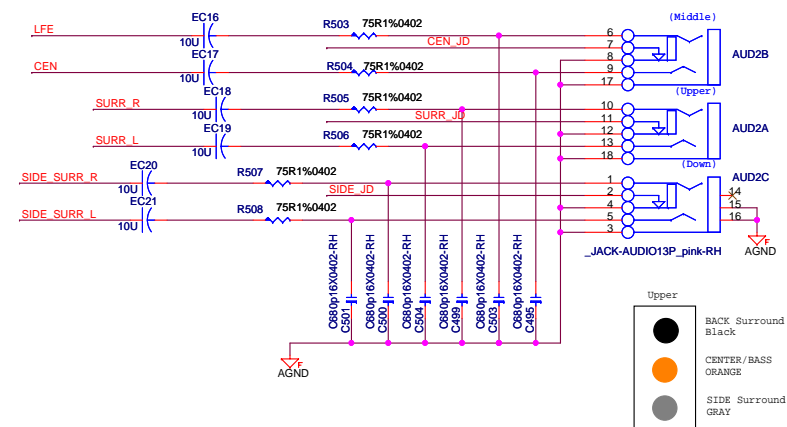 LFE
EC16
10U
R503
75R1%0402
6
(Middle)
CEN_JD
7
8
AUD2B
CEN
EC17
10U
R504
75R1%0402
9
17
(Upper)
SURR_R
EC18
10U
R505
75R1%0402
10
SURR_JD
11
12
AUD2A
SURR_L
EC19
10U
R506
75R1%0402
13
18
(Down)
SIDE_SURR_R
EC20
10U
R507
75R1%0402
1
AUD2C
SIDE_JD
2
14
4
15
SIDE_SURR_L
EC21
10U
R508
75R1%0402
5
16
3
_JACK-AUDIO13P_pink-RH
F
AGND
C680p16X0402-RH
C501
C680p16X0402-RH
C500
C680p16X0402-RH
C504
C680p16X0402-RH
C499
C680p16X0402-RH
C503
C680p16X0402-RH
C495
F
AGND
Upper
BACK Surround
Black
CENTER/BASS
ORANGE
SIDE Surround
GRAY